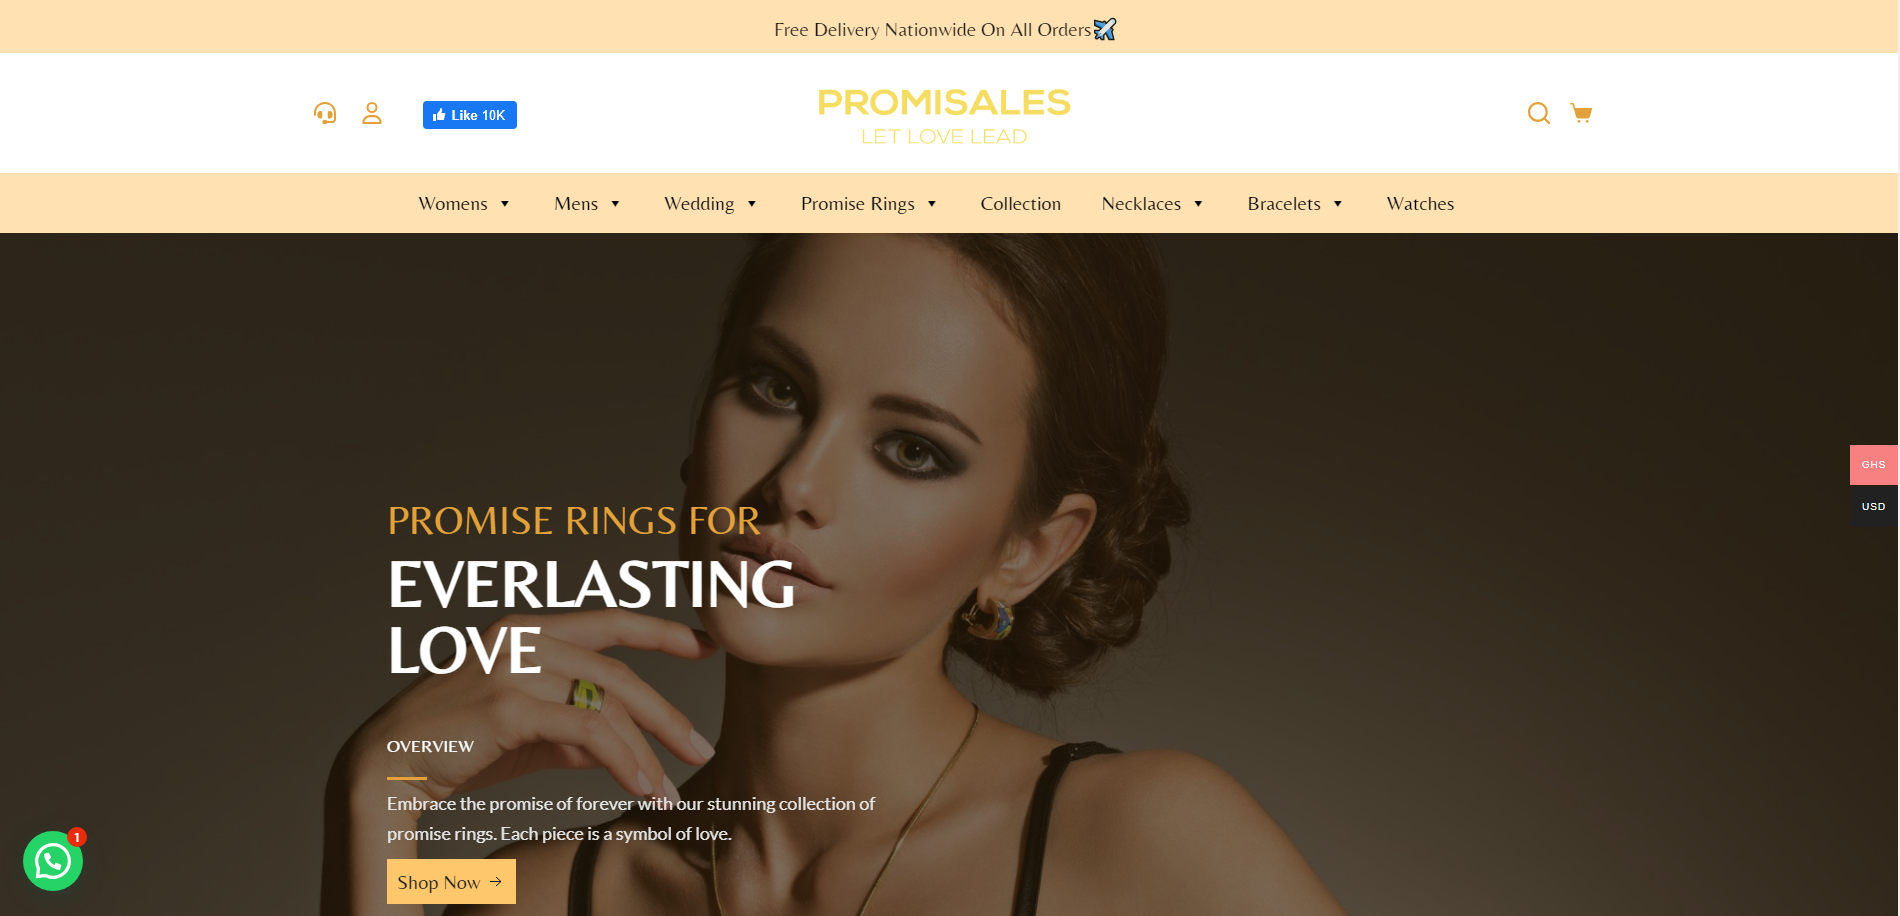 Free Delivery Nationwide On All Orders
Like 10K
PROMISALES
LET LOVE LEAD
Womens
Mens
Wedding
Promise Rings
Collection
Necklaces
Bracelets
Watches
GHS
USD
PROMISE RINGS FOR
EVERLASTING
LOVE
OVERVIEW
Embrace the promise of forever with our stunning collection of
promise rings. Each piece is a symbol of love.
Shop Now
1